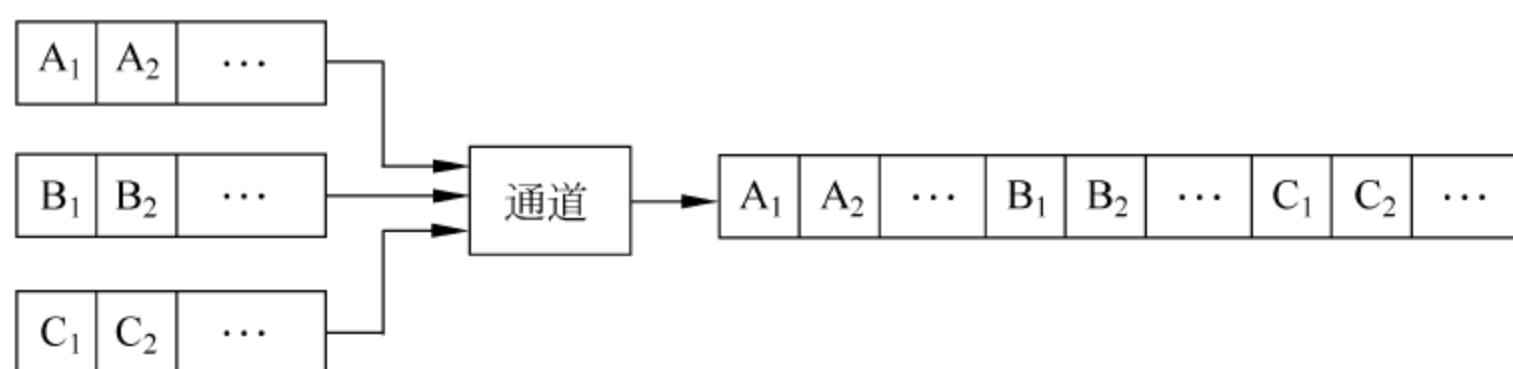 A₁ A₂ ···
B₁ B₂ ···
C₁ C₂ ···
通道
A₁ A₂ ··· B₁ B₂ ··· C₁ C₂ ···